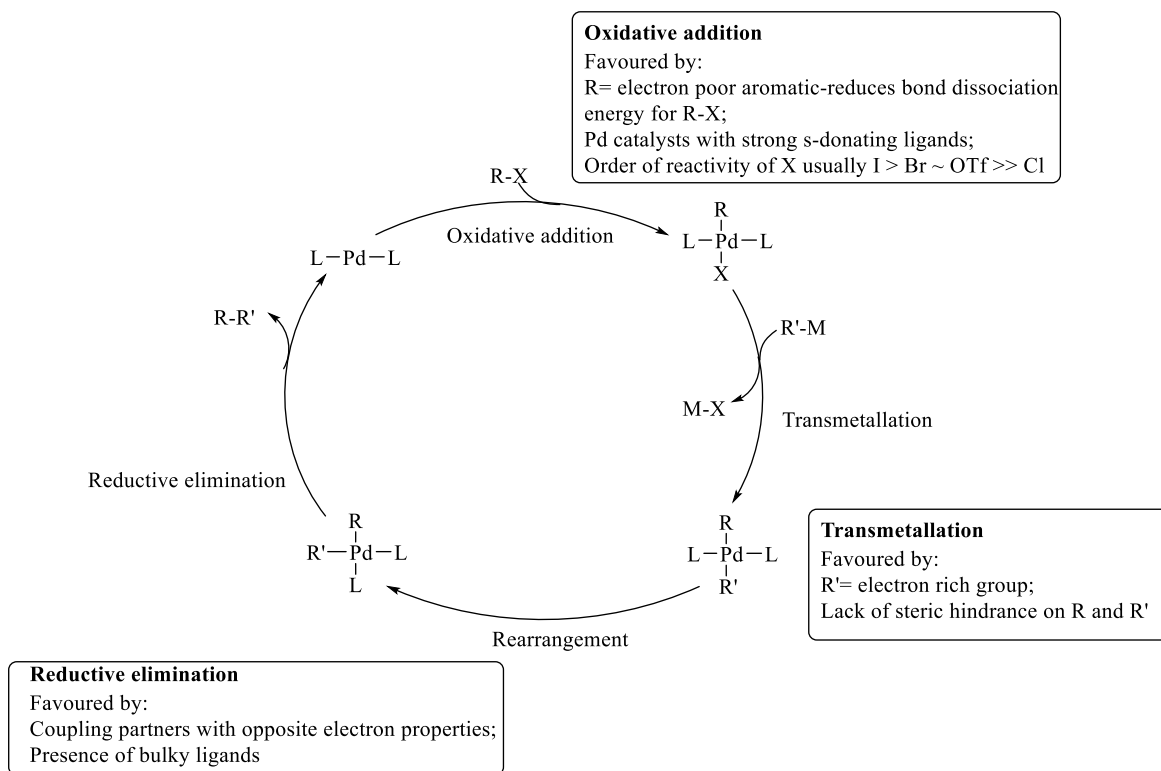 Oxidative addition
Favoured by:
R= electron poor aromatic-reduces bond dissociation
energy for R-X;
Pd catalysts with strong s-donating ligands;
Order of reactivity of X usually I > Br ~ OTf >> Cl
R-X
Oxidative addition
L-Pd-L
R
L-Pd-L
X
R-R'
R'-M
M-X
Transmetallation
Reductive elimination
R
R'-Pd-L
L
R
L-Pd-L
R'
Rearrangement
Transmetallation
Favoured by:
R'= electron rich group;
Lack of steric hindrance on R and R'
Reductive elimination
Favoured by:
Coupling partners with opposite electron properties;
Presence of bulky ligands